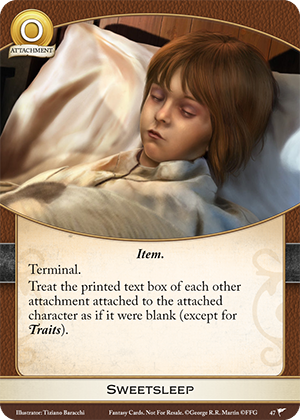 0
ATTACHMENT
Item.
Terminal.
Treat the printed text box of each other
attachment attached to the attached
character as if it were blank (except for
Traits).
SWEETSLEEP
Illustrator: Tiziano Baracchi Fantasy Cards. Not For Resale. ©George R.R. Martin ©FFG 47